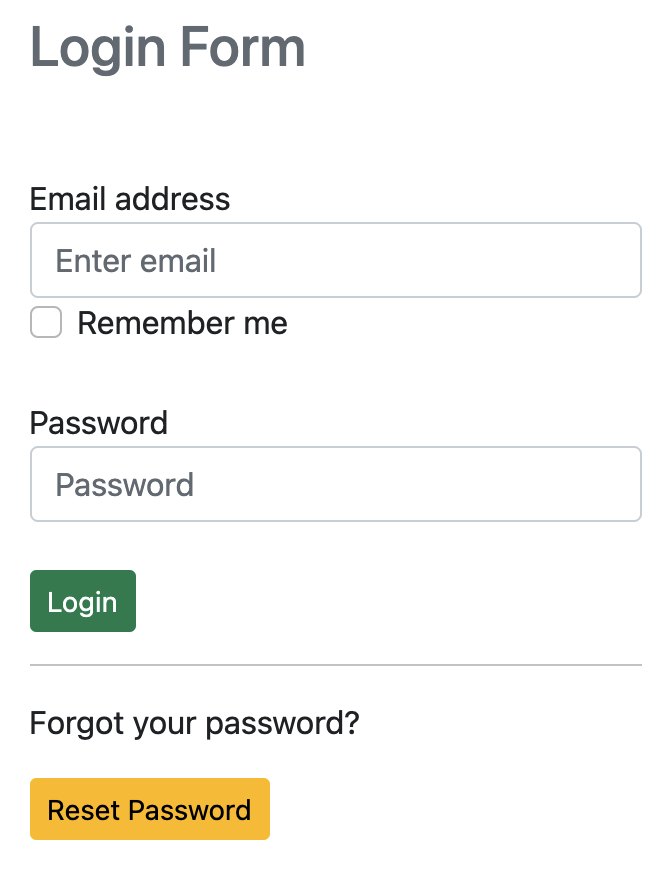 Login Form
Email address
Enter email
Remember me
Password
Password
Login
Forgot your password?
Reset Password